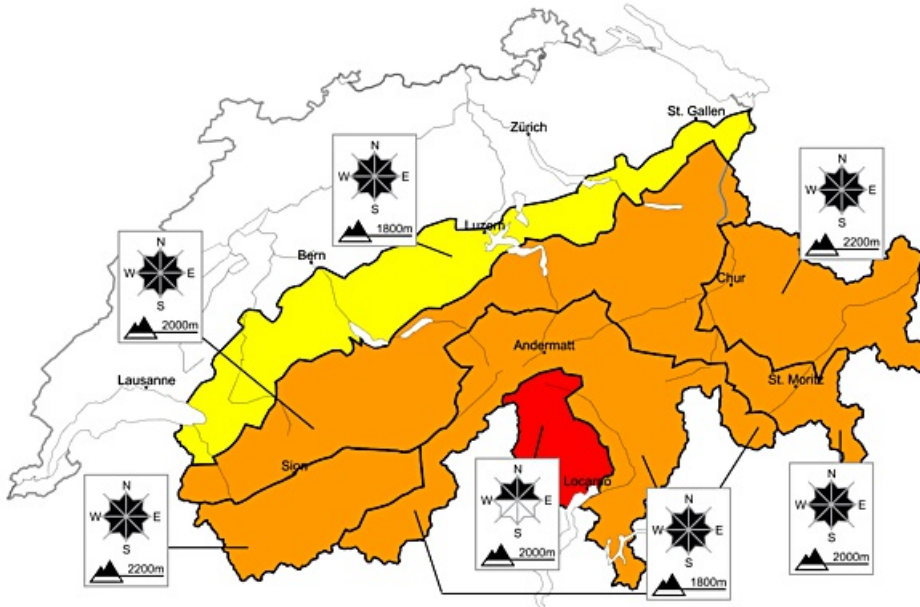 St. Gallen
Zürich
N
W E
S
1800m
N
W E
S
2200m
Luzern
N
W E
S
2000m
Bern
Chur
Andermatt
Lausanne
St. Moritz
Sion
Locarno
N
W E
S
2200m
N
W E
S
2000m
N
W E
S
1800m
N
W E
S
2000m